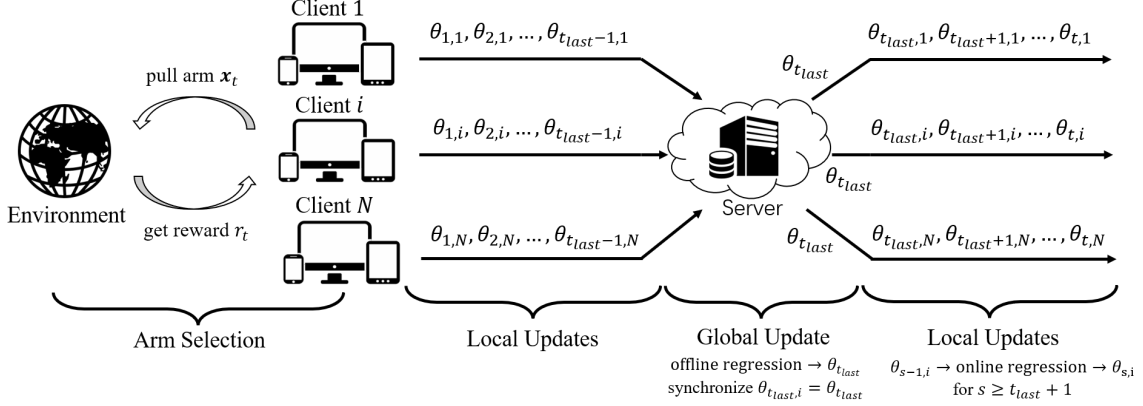 Client 1
θ_{1,1}, θ_{2,1}, … , θ_{t_{last}−1,1}
θ_{t_{last}}
θ_{t_{last},1}, θ_{t_{last}+1,1}, … , θ_{t,1}
pull arm x_t
Client i
θ_{1,i}, θ_{2,i}, … , θ_{t_{last}−1,i}
θ_{t_{last}}
θ_{t_{last},i}, θ_{t_{last}+1,i}, … , θ_{t,i}
Environment
get reward r_t
Client N
θ_{1,N}, θ_{2,N}, … , θ_{t_{last}−1,N}
Server
θ_{t_{last}}
θ_{t_{last},N}, θ_{t_{last}+1,N}, … , θ_{t,N}
Arm Selection
Local Updates
Global Update
offline regression → θ_{t_{last}}
synchronize θ_{t_{last},i} = θ_{t_{last}}
Local Updates
θ_{s−1,i} → online regression → θ_{s,i}
for s ≥ t_{last} + 1